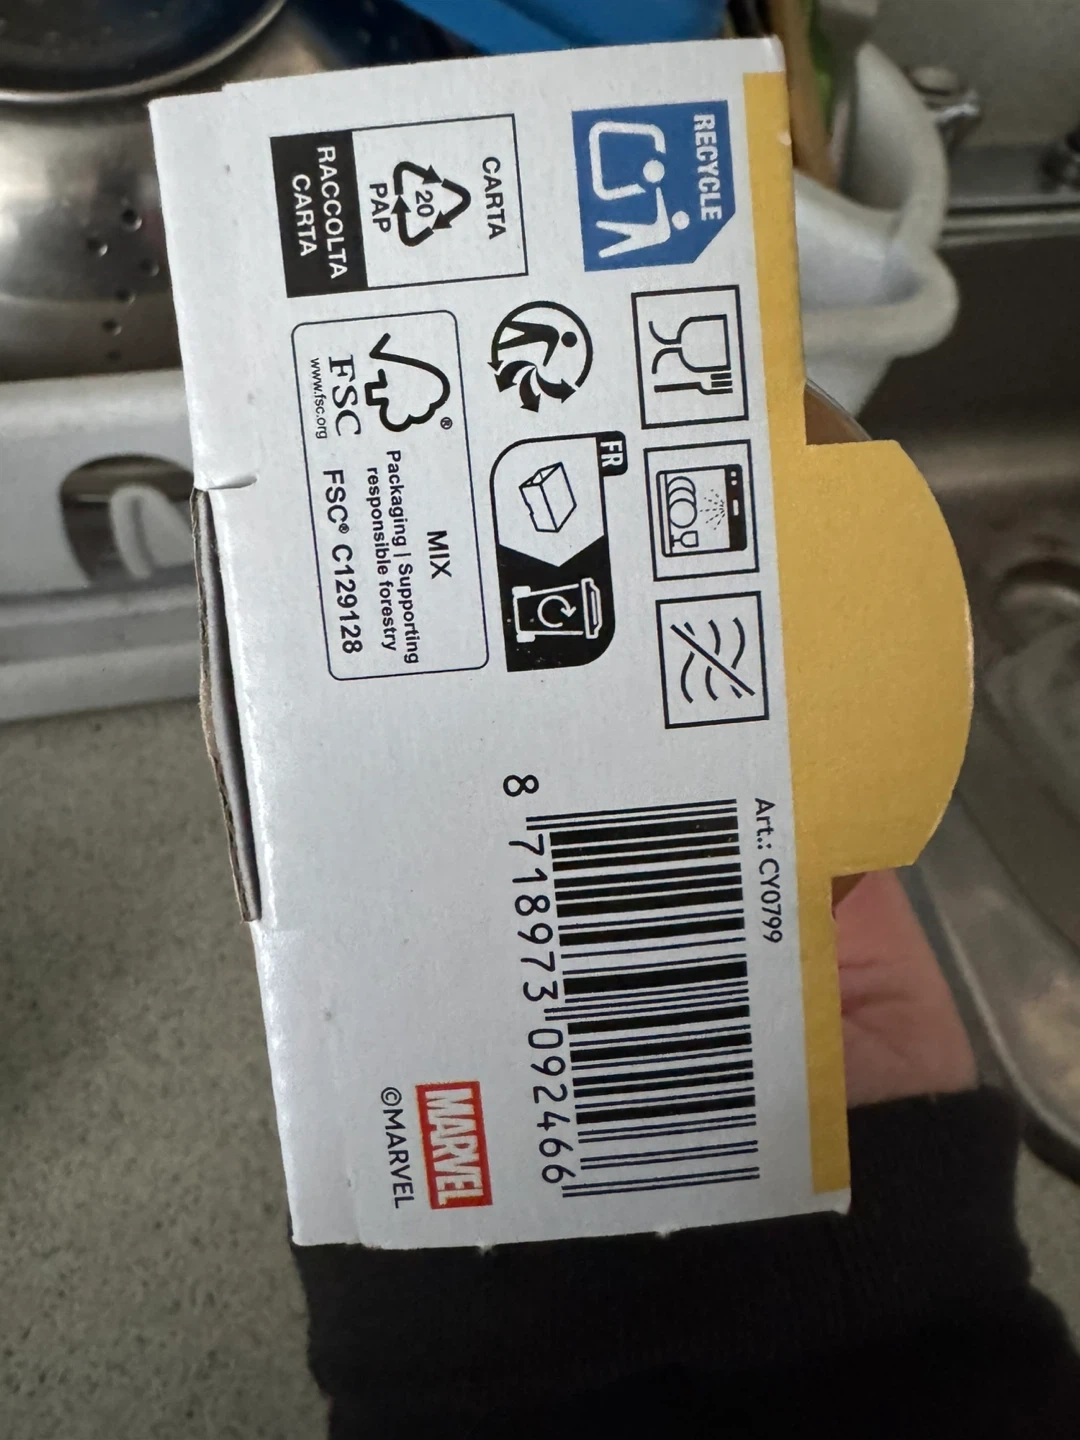 RECYCLE
CARTA
20
PAP
RACCOLTA
CARTA
FR
®
FSC
www.fsc.org
MIX
Packaging | Supporting
responsible forestry
FSC® C129128
Art.: CY0799
8 718973 092466
MARVEL
©MARVEL